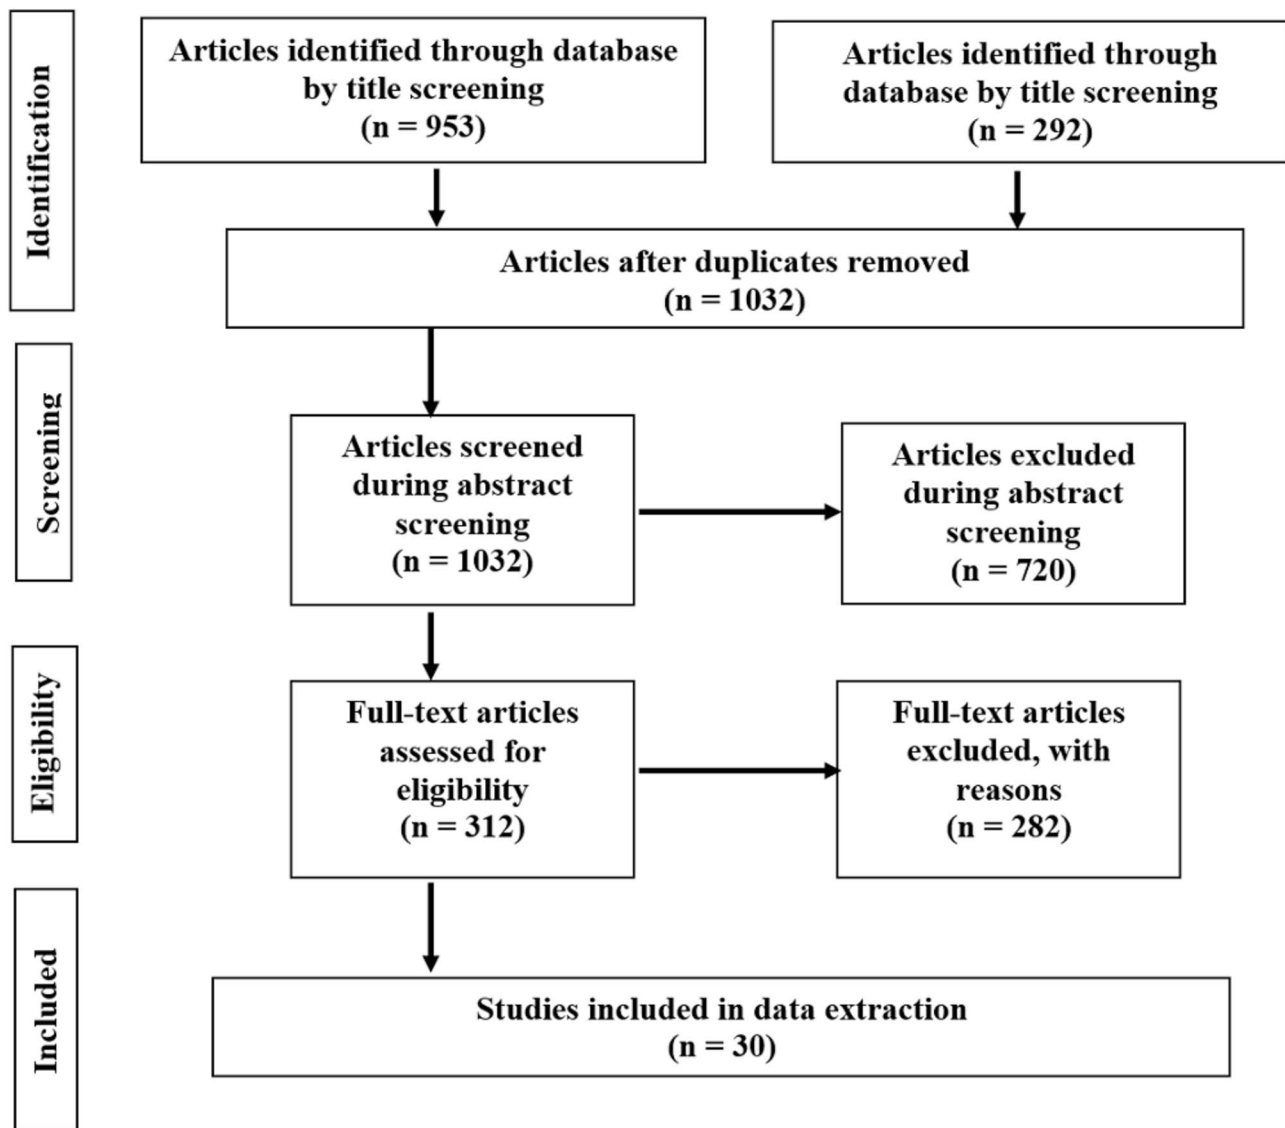 Identification
Articles identified through database
by title screening
(n = 953)
Articles identified through
database by title screening
(n = 292)
Articles after duplicates removed
(n = 1032)
Screening
Articles screened
during abstract
screening
(n = 1032)
Articles excluded
during abstract
screening
(n = 720)
Eligibility
Full-text articles
assessed for
eligibility
(n = 312)
Full-text articles
excluded, with
reasons
(n = 282)
Included
Studies included in data extraction
(n = 30)